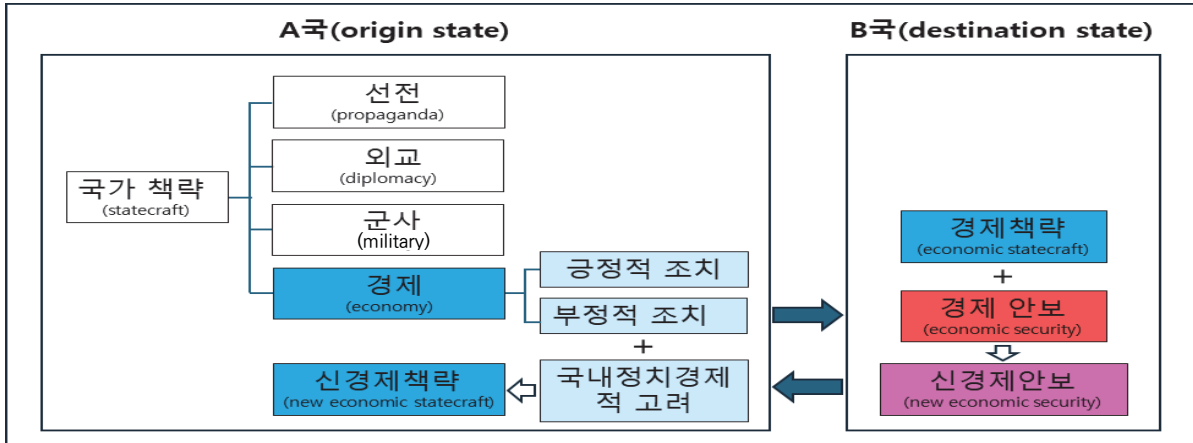 A국(origin state)
선전
(propaganda)
외교
(diplomacy)
국가 책략
(statecraft)
군사
(military)
경제
(economy)
긍정적 조치
부정적 조치
+
신경제책략
(new economic statecraft)
국내정치경제
적 고려
B국(destination state)
경제책략
(economic statecraft)
+
경제 안보
(economic security)
신경제안보
(new economic security)